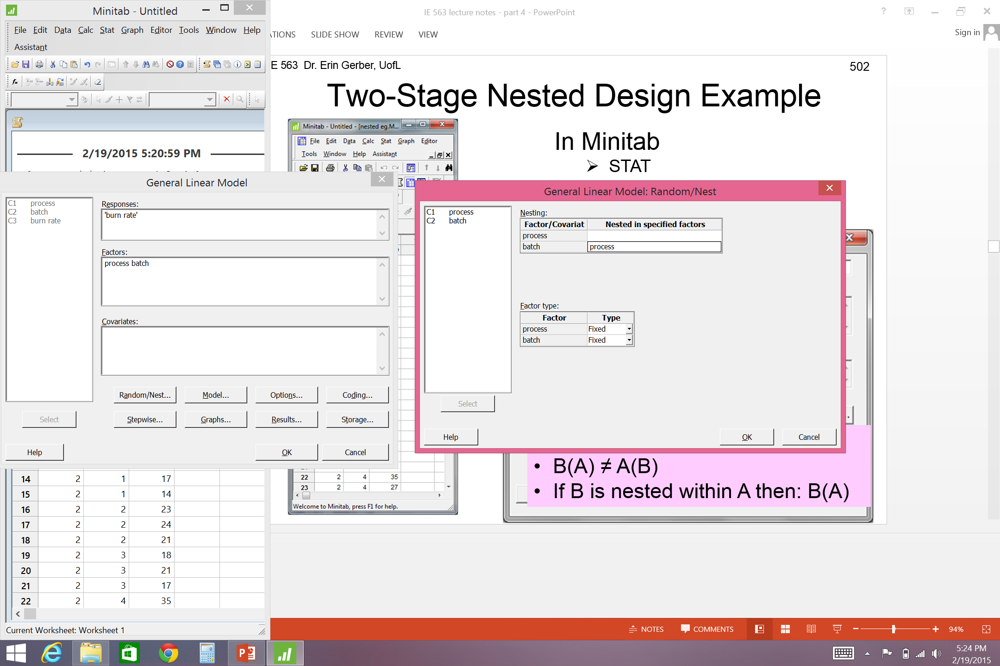 Minitab - Untitled
File Edit Data Calc Stat Graph Editor Tools Window Help
Assistant
2/19/2015 5:20:59 PM
IE 563 lecture notes - part 4 - PowerPoint
SLIDE SHOW REVIEW VIEW
Sign in
IE 563 Dr. Erin Gerber, UofL
502
Two-Stage Nested Design Example
Minitab - Untitled - [nested eg.M...
File Edit Data Calc Stat Graph Editor
Tools Window Help Assistant
In Minitab
➢ STAT
General Linear Model
C1 process
C2 batch
C3 burn rate
Responses:
'burn rate'
Factors:
process batch
Covariates:
Random/Nest... Model... Options... Coding...
Select
Stepwise... Graphs... Results... Storage...
Help
OK
Cancel
General Linear Model: Random/Nest
C1 process
C2 batch
Nesting:
Factor/Covariat Nested in specified factors
process
batch process
Factor type:
Factor Type
process Fixed
batch Fixed
Select
Help
OK
Cancel
• B(A) ≠ A(B)
• If B is nested within A then: B(A)
22 2 4 35
23 2 4 27
Welcome to Minitab, press F1 for help.
14 2 1 17
15 2 1 14
16 2 2 23
17 2 2 24
18 2 2 21
19 2 3 18
20 2 3 21
21 2 3 17
22 2 4 35
Current Worksheet: Worksheet 1
NOTES COMMENTS
94%
5:24 PM
2/19/2015